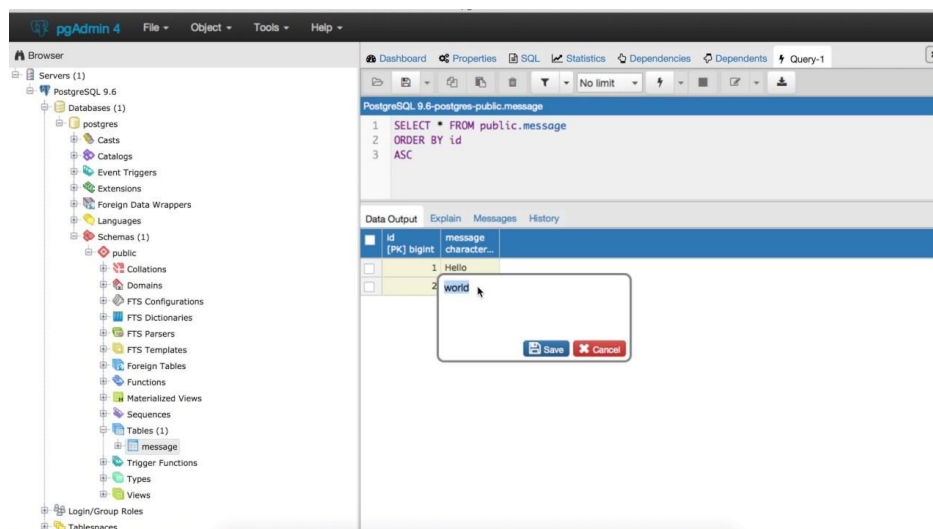 pgAdmin 4 File Object Tools Help
Browser
Servers (1)
PostgreSQL 9.6
Databases (1)
postgres
Casts
Catalogs
Event Triggers
Extensions
Foreign Data Wrappers
Languages
Schemas (1)
public
Collations
Domains
FTS Configurations
FTS Dictionaries
FTS Parsers
FTS Templates
Foreign Tables
Functions
Materialized Views
Sequences
Tables (1)
message
Trigger Functions
Types
Views
Login/Group Roles
Tablespaces
Dashboard Properties SQL Statistics Dependencies Dependents Query-1
No limit
PostgreSQL 9.6-postgres-public.message
1 SELECT * FROM public.message
2 ORDER BY id
3 ASC
Data Output Explain Messages History
id message
[PK] bigint character...
1 Hello
2 world
Save Cancel